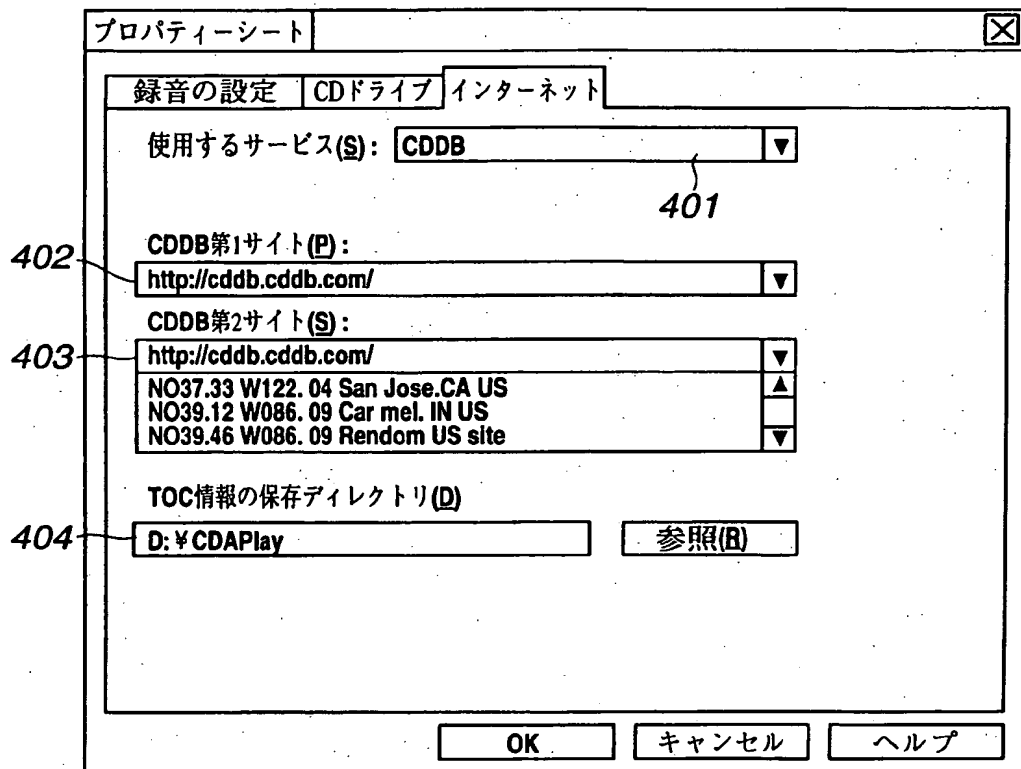 プロパティーシート
録音の設定 CDドライブ インターネット
使用するサービス(S): CDDB
401
CDDB第1サイト(P):
402
http://cddb.cddb.com/
CDDB第2サイト(S):
403
http://cddb.cddb.com/
NO37.33 W122. 04 San Jose.CA US
NO39.12 W086. 09 Car mel. IN US
NO39.46 W086. 09 Rendom US site
TOC情報の保存ディレクトリ(D)
404
D:¥CDAPlay 参照(R)
OK キャンセル ヘルプ